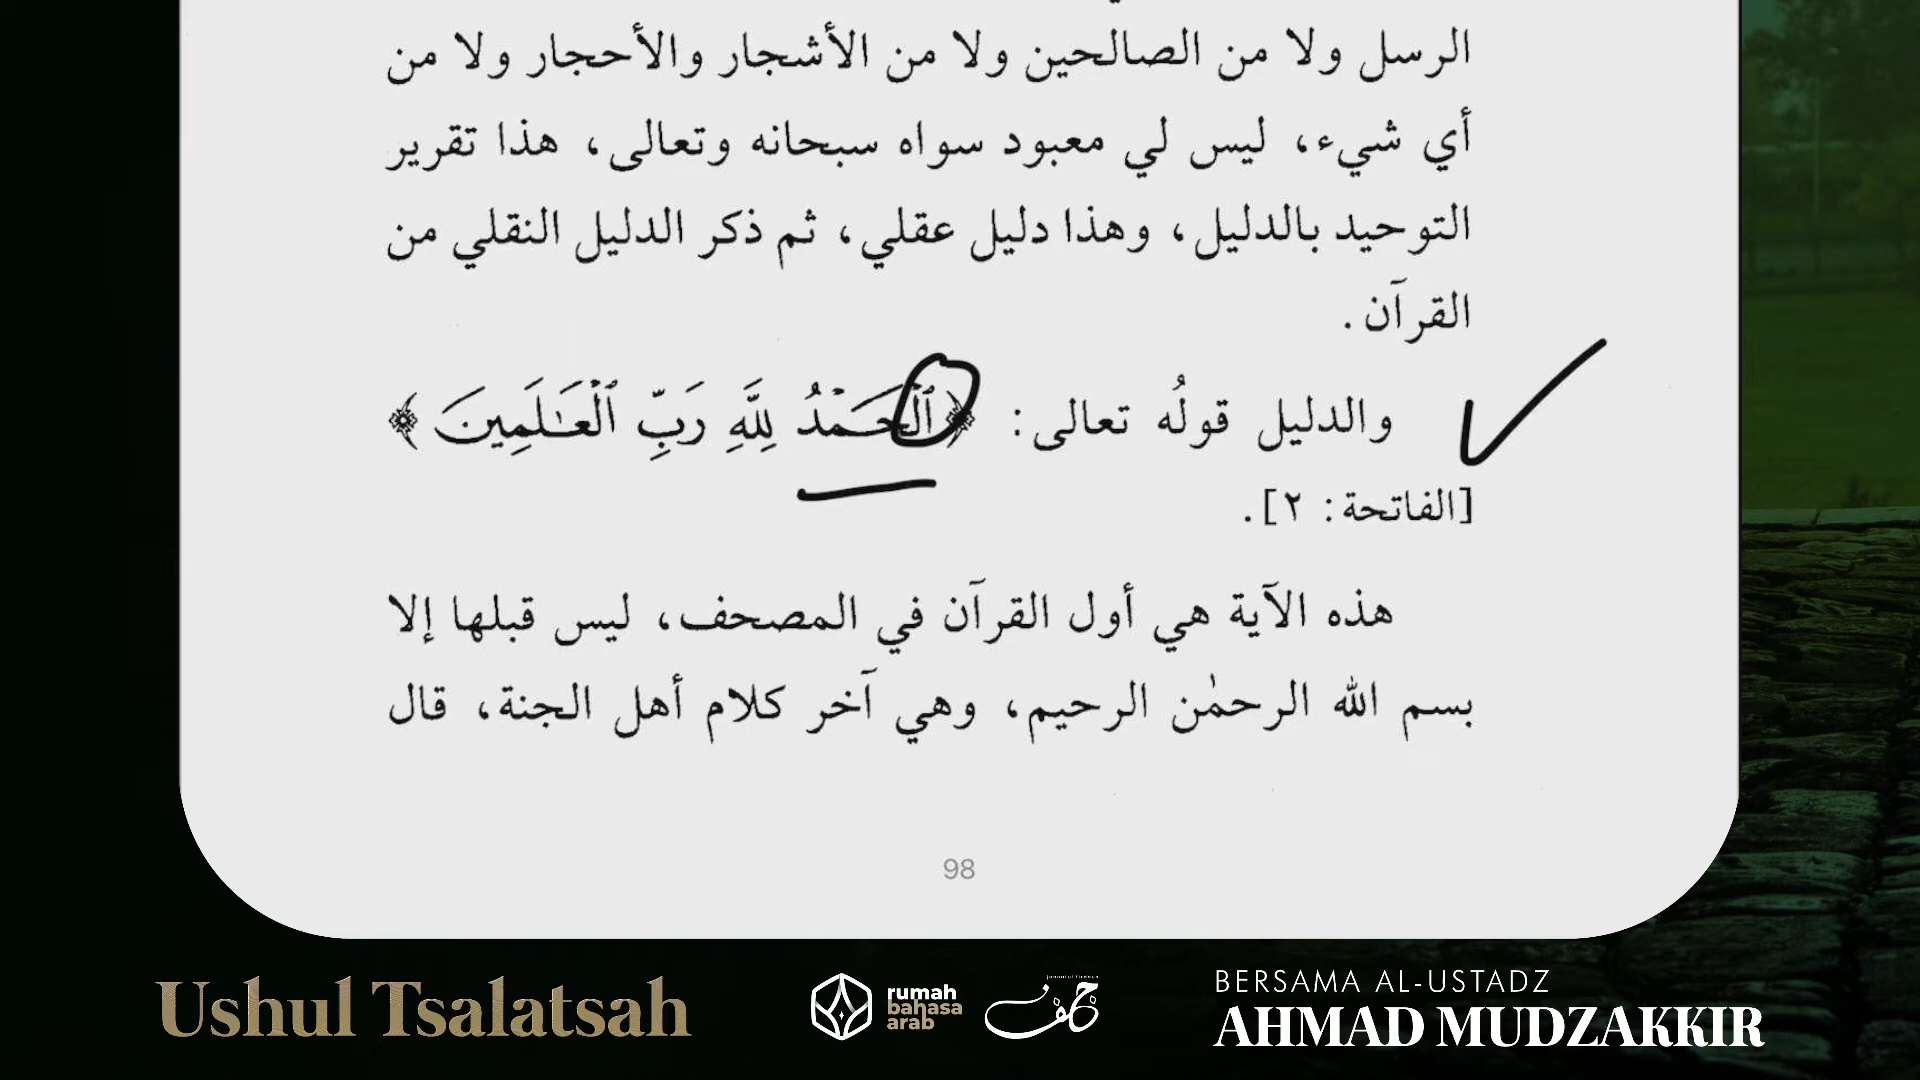 الرسل ولا من الصالحين ولا من الأشجار والأحجار ولا من
أي شيء، ليس لي معبود سواه سبحانه وتعالى، هذا تقرير
التوحيد بالدليل، وهذا دليل عقلي، ثم ذكر الدليل النقلي من
القرآن.
والدليل قولُه تعالى: ﴿ٱلْحَمْدُ لِلَّهِ رَبِّ ٱلْعَـٰلَمِينَ﴾
[الفاتحة: ٢].
هذه الآية هي أول القرآن في المصحف، ليس قبلها إلا
بسم الله الرحمٰن الرحيم، وهي آخر كلام أهل الجنة، قال
98
Ushul Tsalatsah
rumah
bahasa
arab
BERSAMA AL-USTADZ
AHMAD MUDZAKKIR